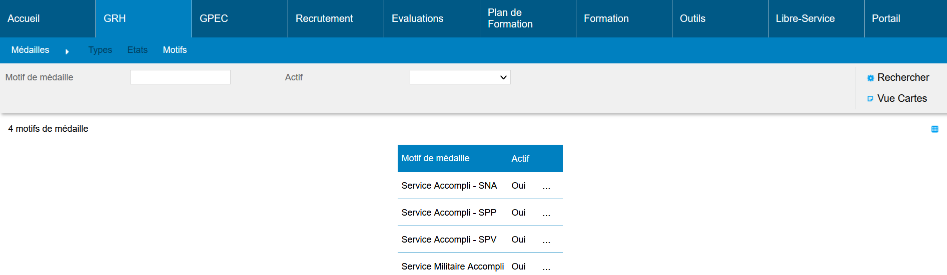 Accueil GRH GPEC Recrutement Evaluations Plan de Formation Formation Outils Libre-Service Portail
Médailles Types Etats Motifs
Motif de médaille Actif Rechercher
Vue Cartes
4 motifs de médaille
Motif de médaille Actif
Service Accompli - SNA Oui ...
Service Accompli - SPP Oui ...
Service Accompli - SPV Oui ...
Service Militaire Accompli Oui ...